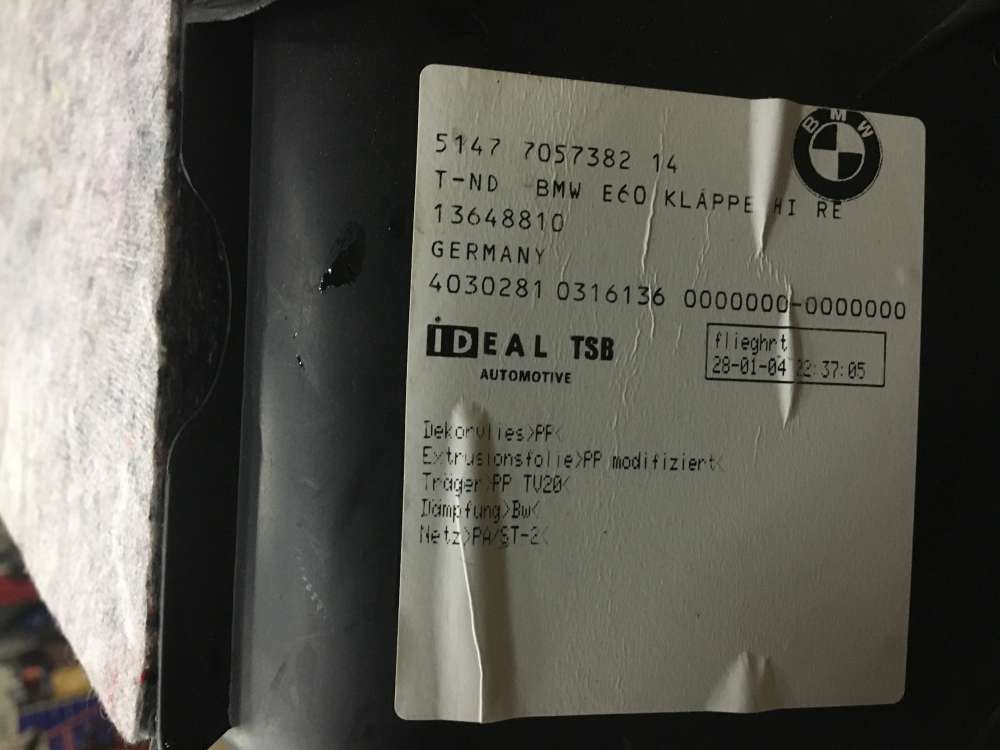 BMW
5147 7057382 14
T-ND BMW E60 KLAPPE HI RE
13648810
GERMANY
4030281 0316136 0000000-0000000
IDEAL TSB
AUTOMOTIVE
flieghrt
28-01-04 22:37:05
Dekorvlies>PP<
Extrusionsfolie>PP modifiziert<
Träger>PP TV20<
Dämpfung>Bw<
Netz>PA/ST-2<